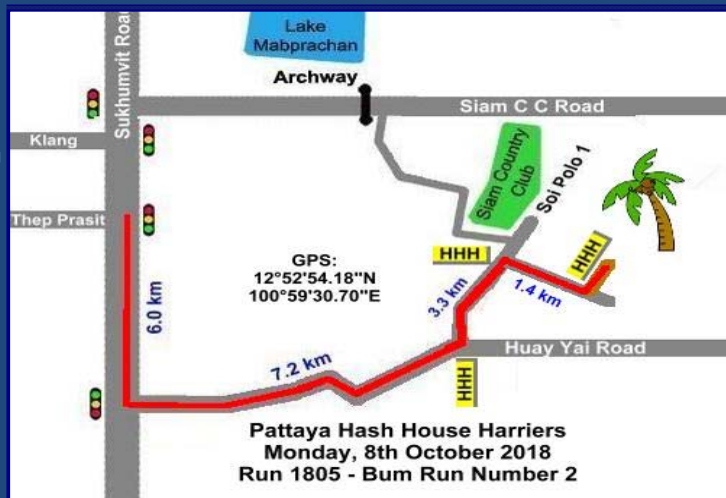 Lake
Mabprachan
Sukhumvit Road
Archway
Siam C C Road
Klang
Siam Country
Club
Soi Polo 1
Thep Prasit
HHH
HHH
GPS:
12°52'54.18"N
100°59'30.70"E
6.0 km
3.3 km
1.4 km
7.2 km
Huay Yai Road
HHH
Pattaya Hash House Harriers
Monday, 8th October 2018
Run 1805 - Bum Run Number 2